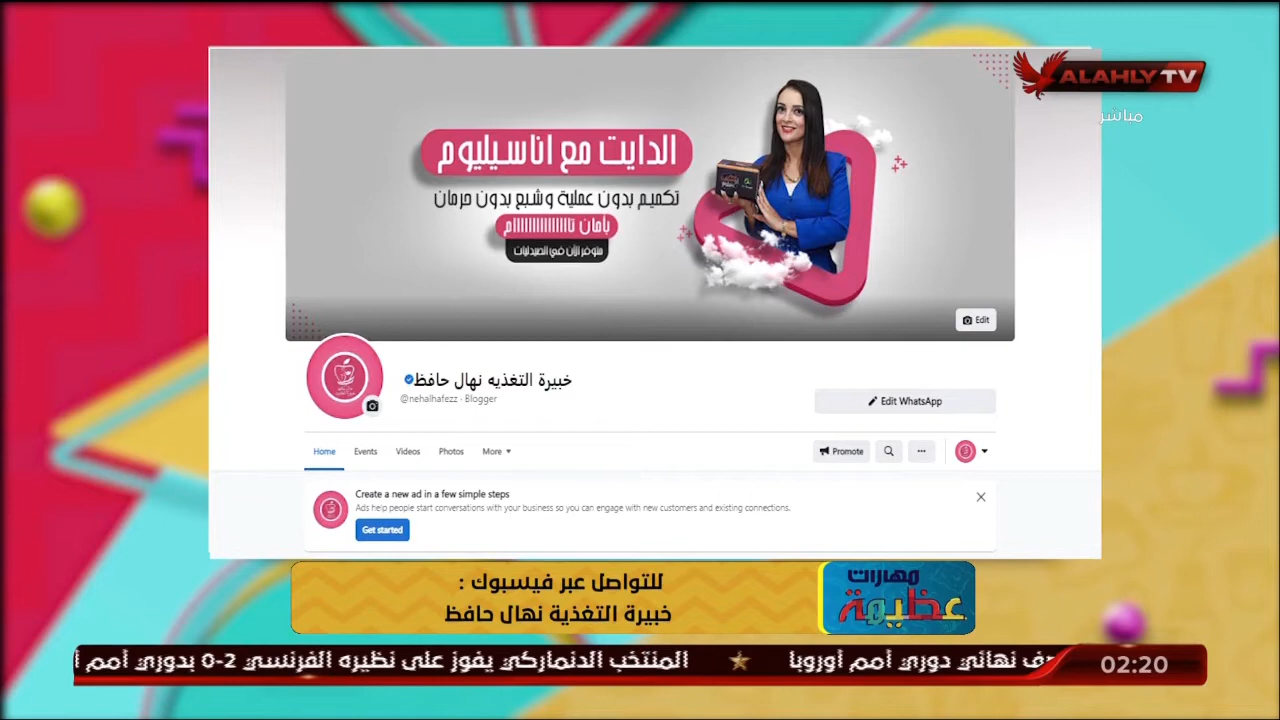 ALAHLY TV
مباشر
الدايت مع اناسيليوم
تكميم بدون عملية وشبع بدون حرمان
بأمان تااااااااااااااام
متوفر الآن في الصيدليات
Edit
خبيرة التغذيه نهال حافظ
@nehalhafezz · Blogger
Edit WhatsApp
Home Events Videos Photos More
Promote
Create a new ad in a few simple steps
Ads help people start conversations with your business so you can engage with new customers and existing connections.
Get started
مهارات
عظيمة
للتواصل عبر فيسبوك :
خبيرة التغذية نهال حافظ
02:20
نهائي دوري أمم أوروبا ★ المنتخب الدنماركي يفوز على نظيره الفرنسي 2-0 بدوري أمم